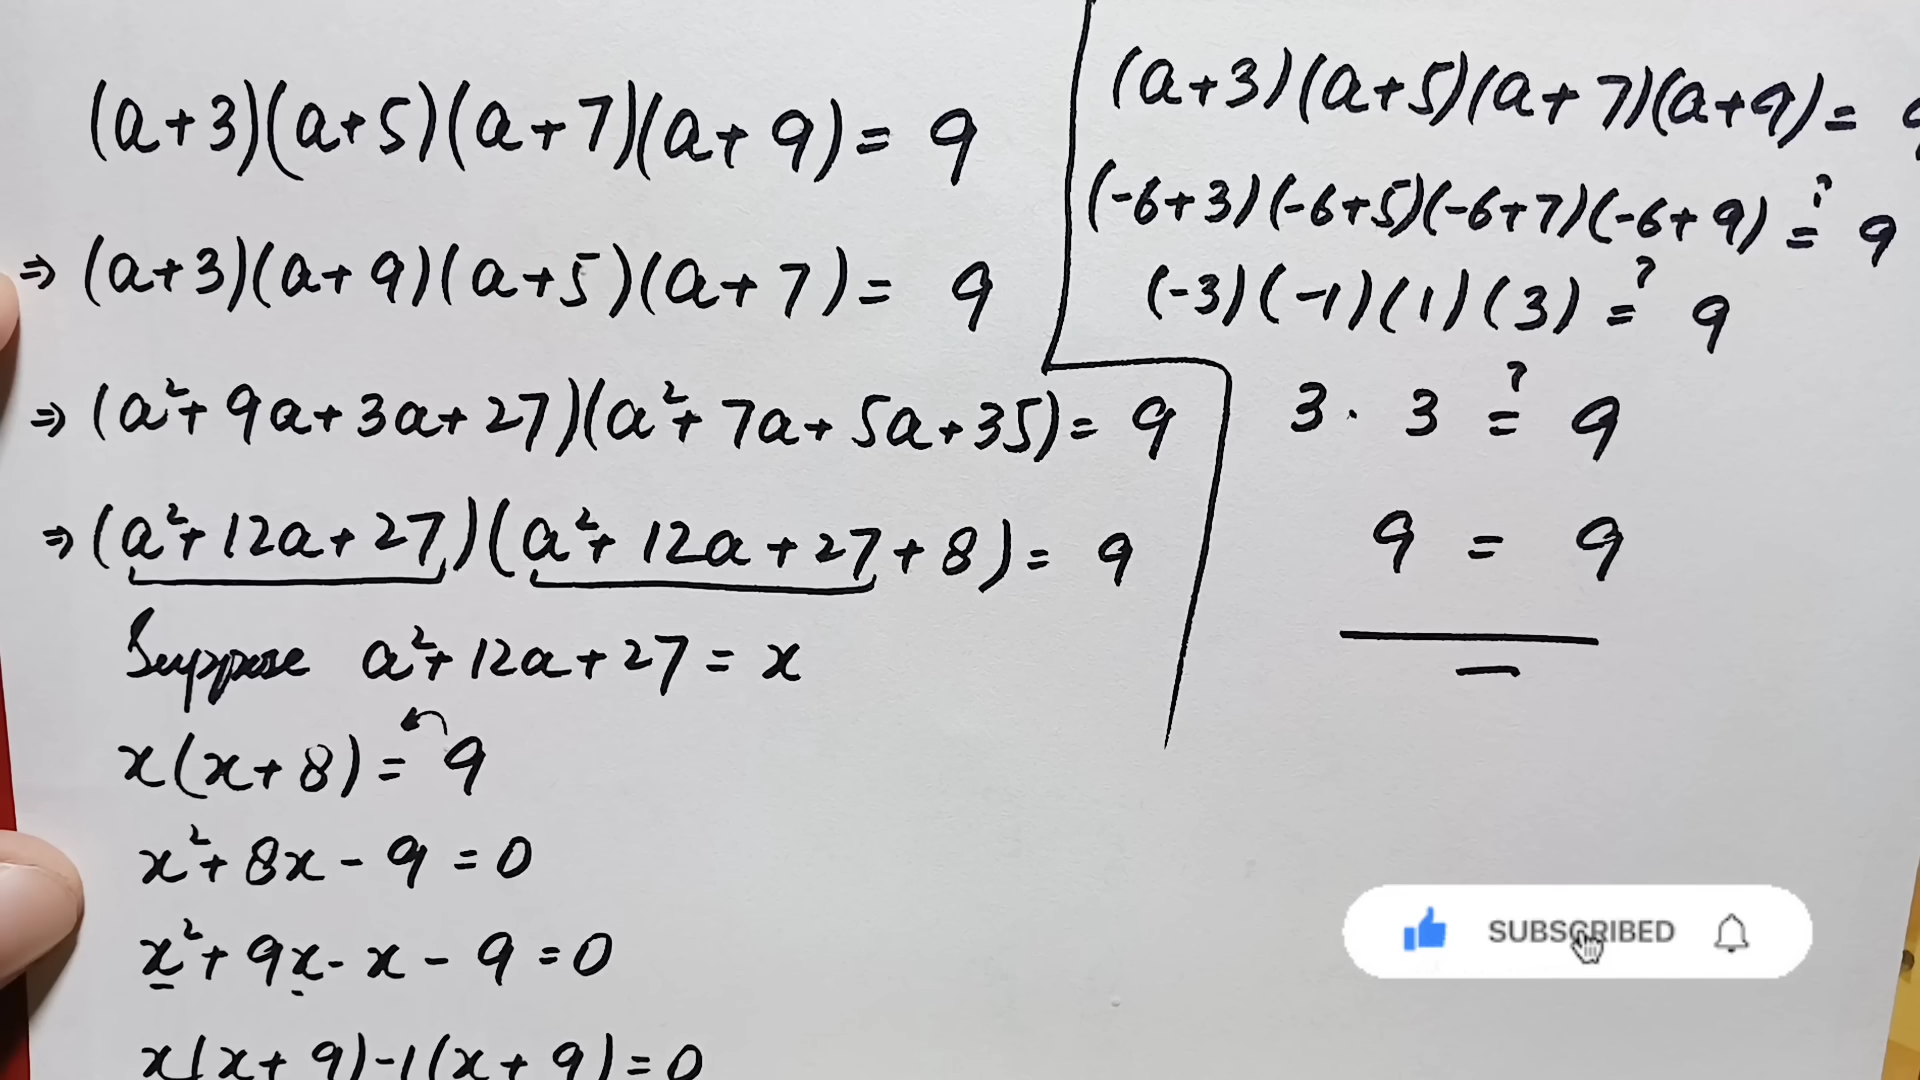 (a+3)(a+5)(a+7)(a+9) = 9
⇒ (a+3)(a+9)(a+5)(a+7) = 9
⇒ (a²+9a+3a+27)(a²+7a+5a+35) = 9
⇒ (a²+12a+27)(a²+12a+27+8) = 9
Suppose a²+12a+27 = x
x(x+8) = 9
x²+8x-9 = 0
x²+9x-x-9 = 0
x(x+9)-1(x+9) = 0
(a+3)(a+5)(a+7)(a+9) = 9
(-6+3)(-6+5)(-6+7)(-6+9) =? 9
(-3)(-1)(1)(3) =? 9
3 · 3 =? 9
9 = 9
SUBSCRIBED